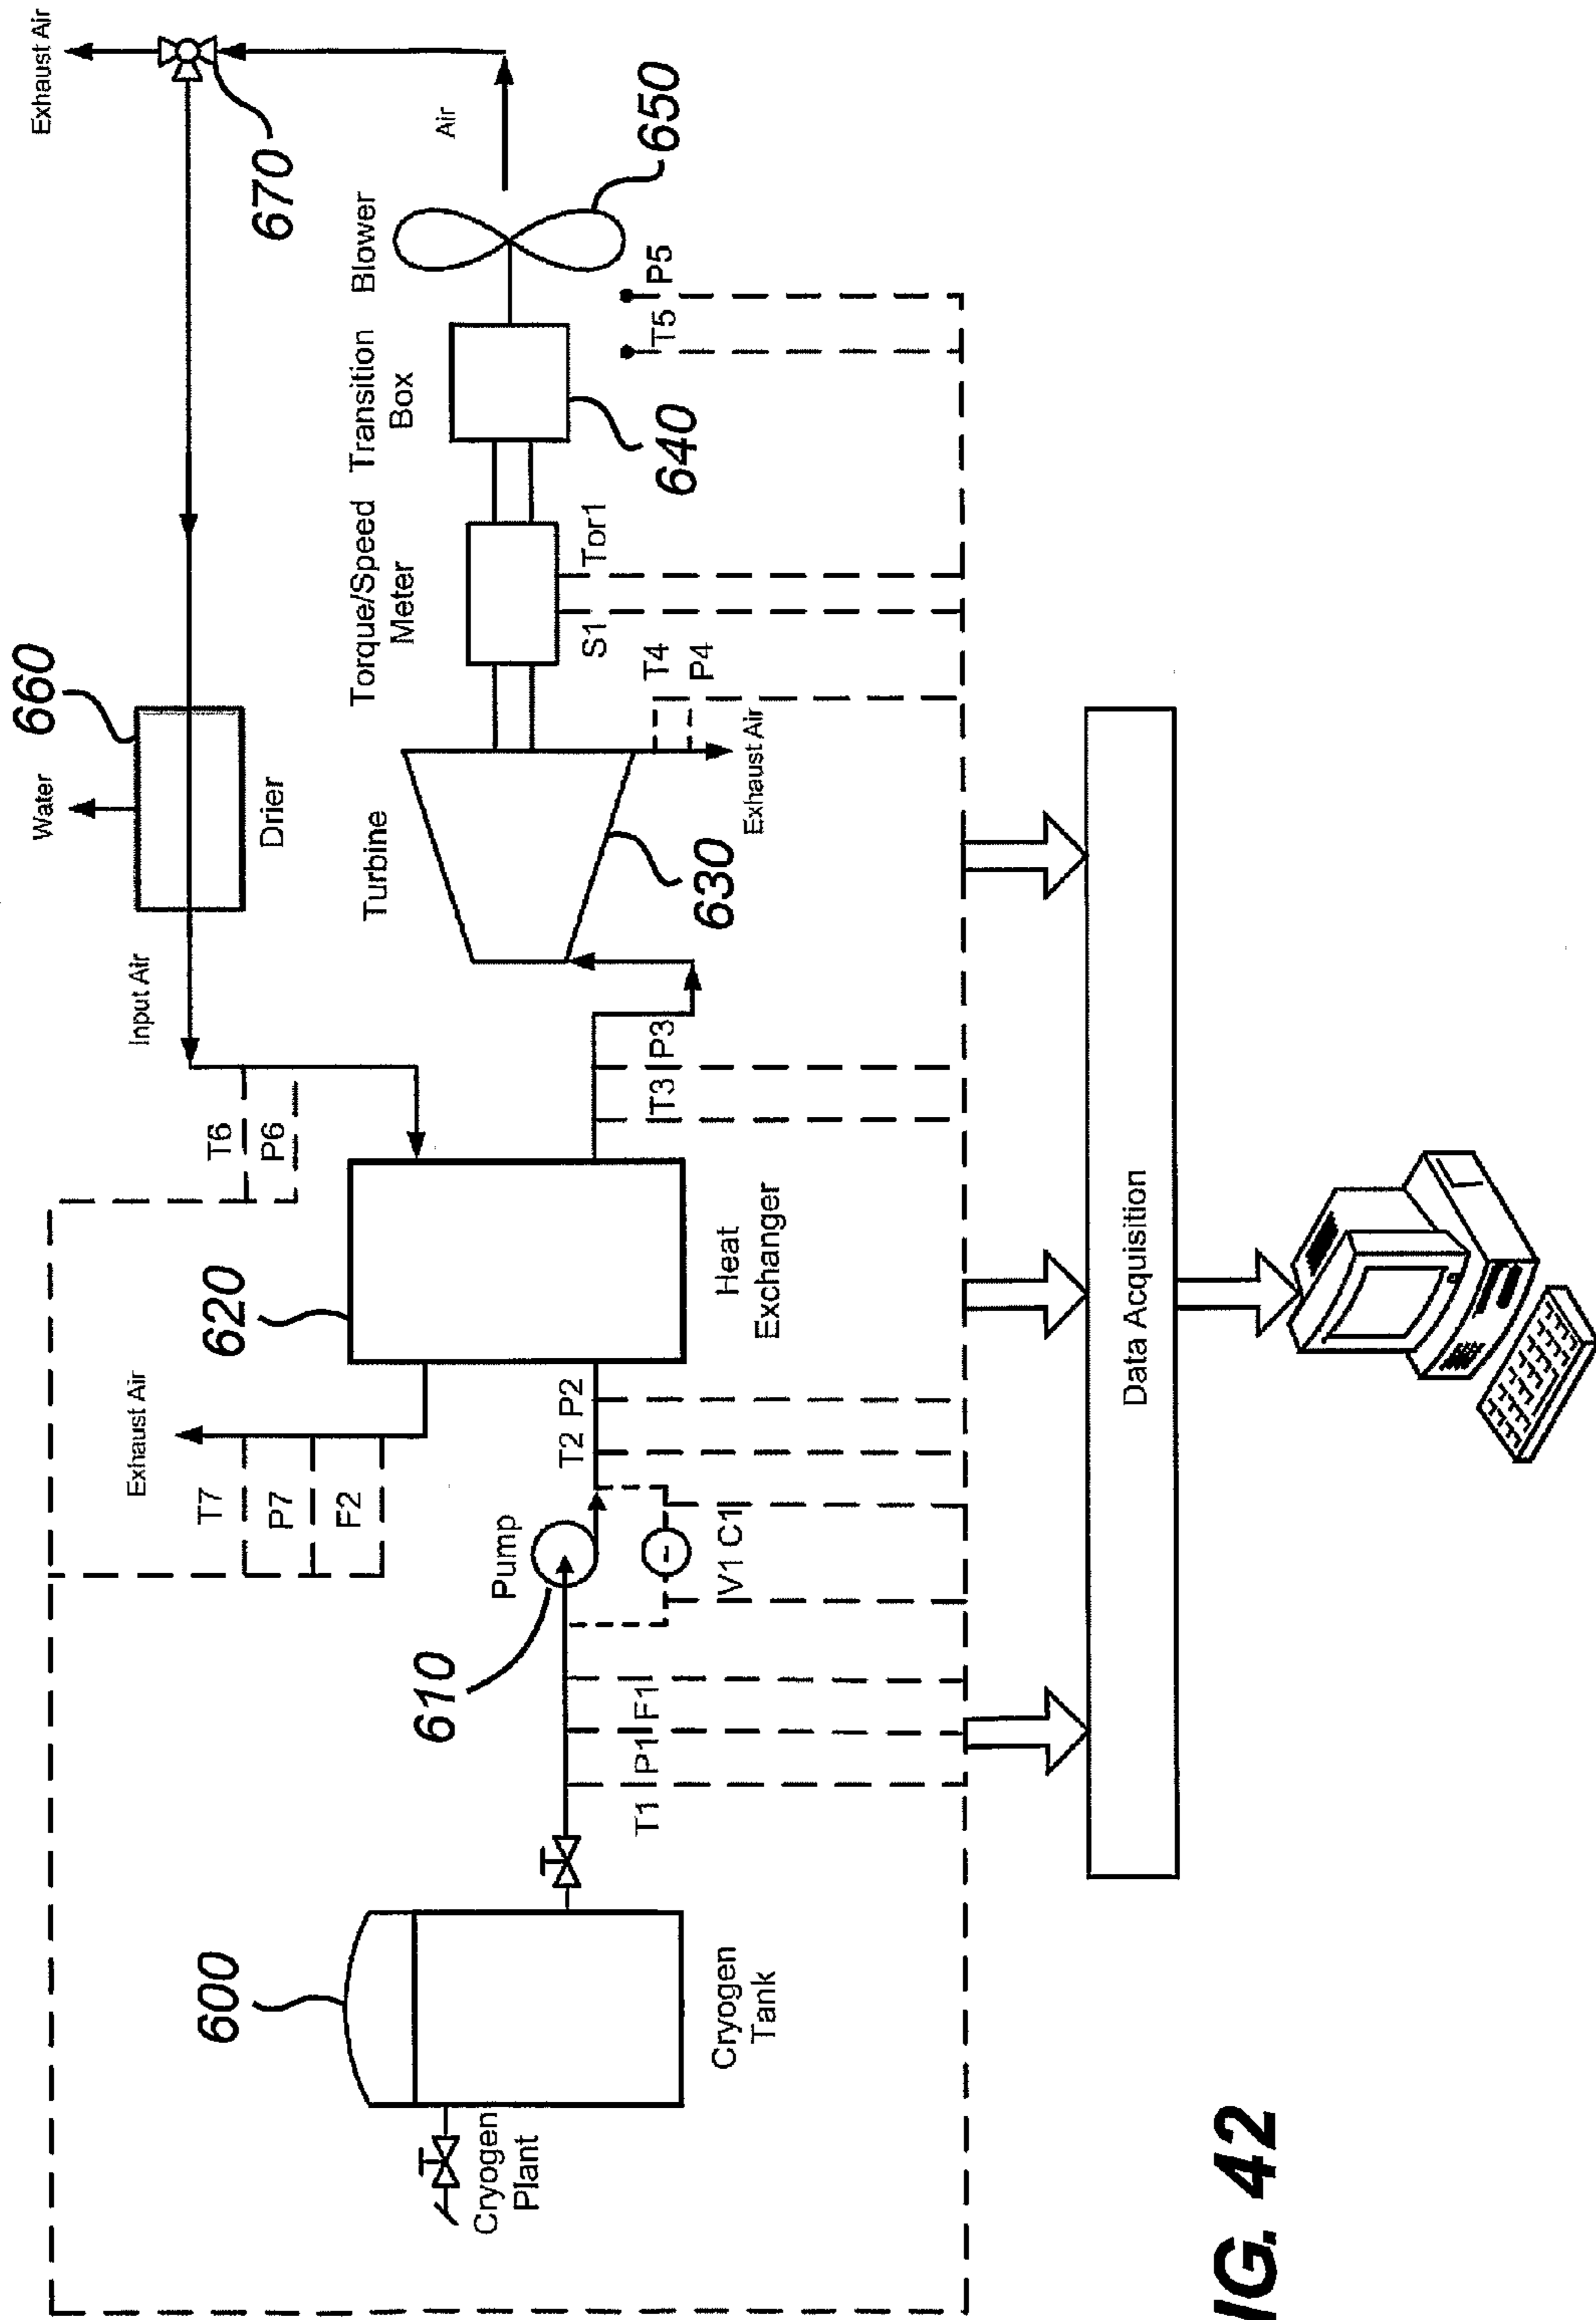 Exhaust Air
670
Air
650
Blower
P5
T5
Transition
Box
640
Torque/Speed
Meter
Tor1
S1
660
Water
Drier
Turbine
630
T4
P4
Exhaust Air
Input Air
T6
P6
T3
P3
620
Heat
Exchanger
Exhaust Air
T7
P7
F2
T2 P2
Pump
610
V1 C1
T1
P1
F1
600
Cryogen
Tank
Cryogen
Plant
Data Acquisition
IG. 42